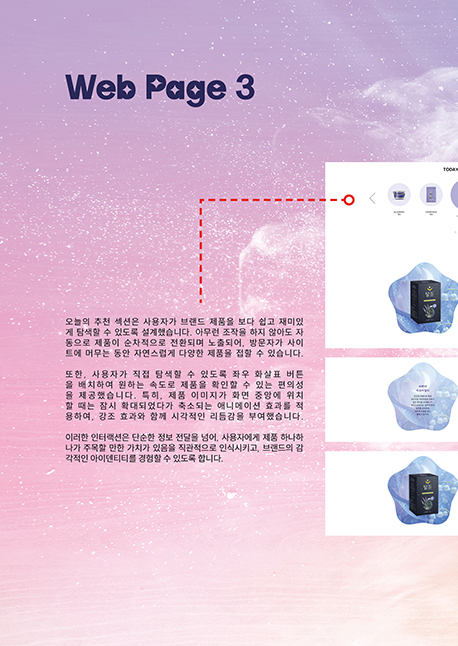 Web Page 3
TODAY
오늘의 추천 섹션은 사용자가 브랜드 제품을 보다 쉽고 재미있
게 탐색할 수 있도록 설계했습니다. 아무런 조작을 하지 않아도 자
동으로 제품이 순차적으로 전환되며 노출되어, 방문자가 사이
트에 머무는 동안 자연스럽게 다양한 제품을 접할 수 있습니다.
또한, 사용자가 직접 탐색할 수 있도록 좌우 화살표 버튼
을 배치하여 원하는 속도로 제품을 확인할 수 있는 편의성
을 제공했습니다. 특히, 제품 이미지가 화면 중앙에 위치
할 때는 잠시 확대되었다가 축소되는 애니메이션 효과를 적
용하여, 강조 효과와 함께 시각적인 리듬감을 부여했습니다.
이러한 인터랙션은 단순한 정보 전달을 넘어, 사용자에게 제품 하나하
나가 주목할 만한 가치가 있음을 직관적으로 인식시키고, 브랜드의 감
각적인 아이덴티티를 경험할 수 있도록 합니다.